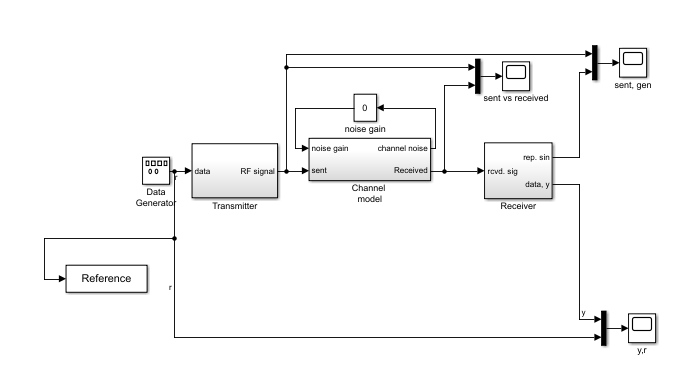 sent, gen
sent vs received
0
noise gain
noise gain
channel noise
sent
Received
Channel
model
rep. sin
rcvd. sig
data, y
Receiver
0 0
r
Data
Generator
data
RF signal
Transmitter
Reference
r
y
y,r